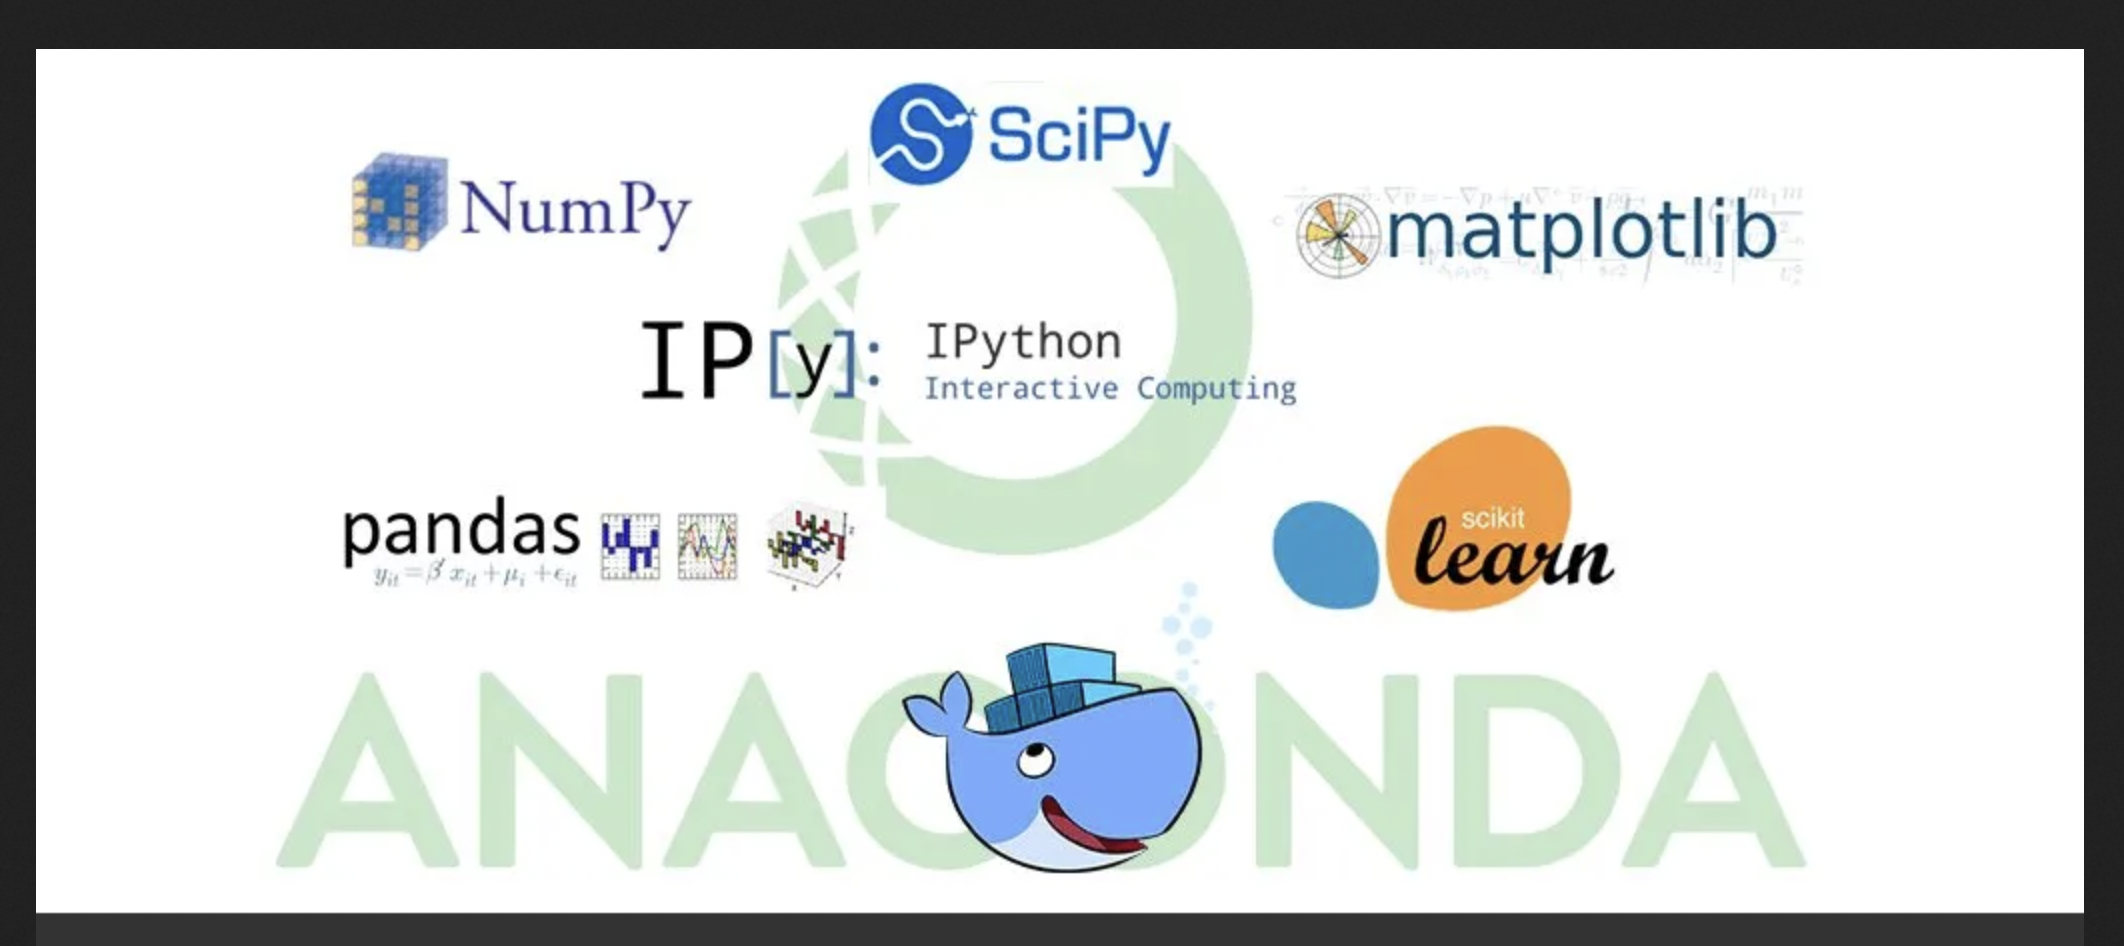 SciPy
NumPy
matplotlib
IP[y]: IPython
Interactive Computing
pandas
scikit
learn
ANACONDA